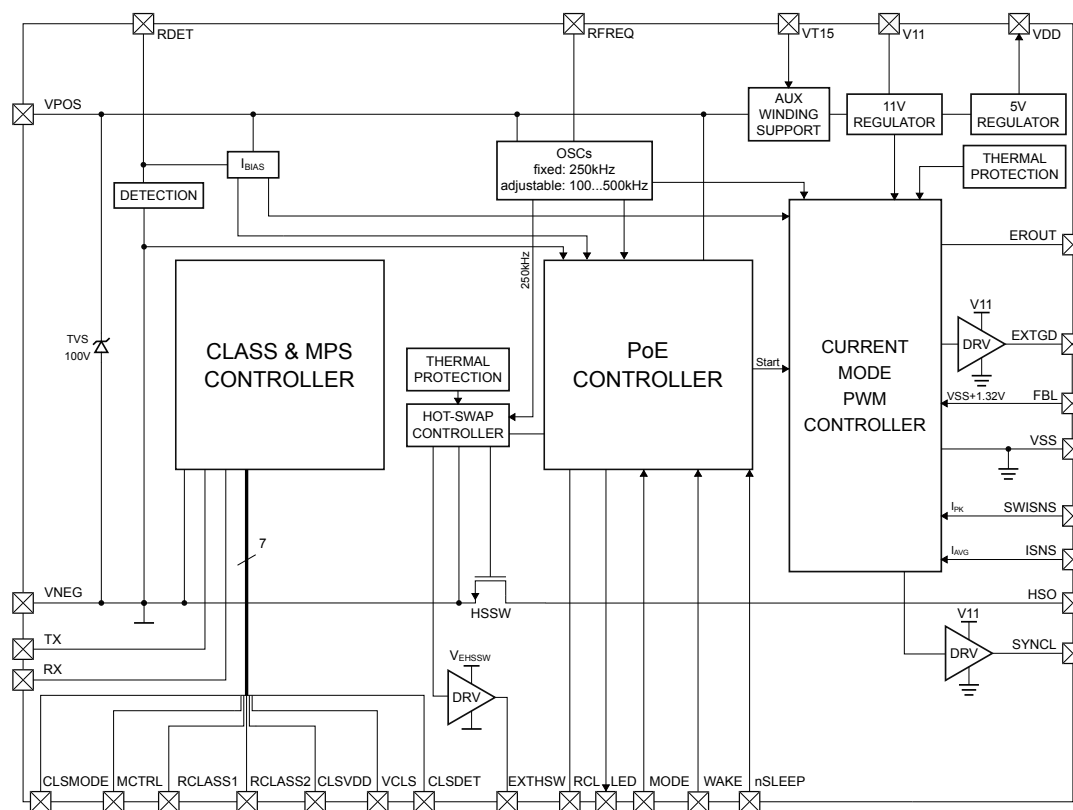 RDET
RFREQ
VT15
V11
VDD
VPOS
AUX
WINDING
SUPPORT
11V
REGULATOR
5V
REGULATOR
OSCs
fixed: 250kHz
adjustable: 100...500kHz
THERMAL
PROTECTION
IBIAS
DETECTION
250kHz
EROUT
TVS
100V
CLASS & MPS
CONTROLLER
THERMAL
PROTECTION
HOT-SWAP
CONTROLLER
PoE
CONTROLLER
Start
CURRENT
MODE
PWM
CONTROLLER
V11
DRV
EXTGD
VSS+1.32V
FBL
VSS
IPK
SWISNS
IAVG
ISNS
7
VNEG
HSSW
HSO
TX
RX
VEHSSW
DRV
V11
DRV
SYNCL
CLSMODE
MCTRL
RCLASS1
RCLASS2
CLSVDD
VCLS
CLSDET
EXTHSW
RCL
LED
MODE
WAKE
nSLEEP